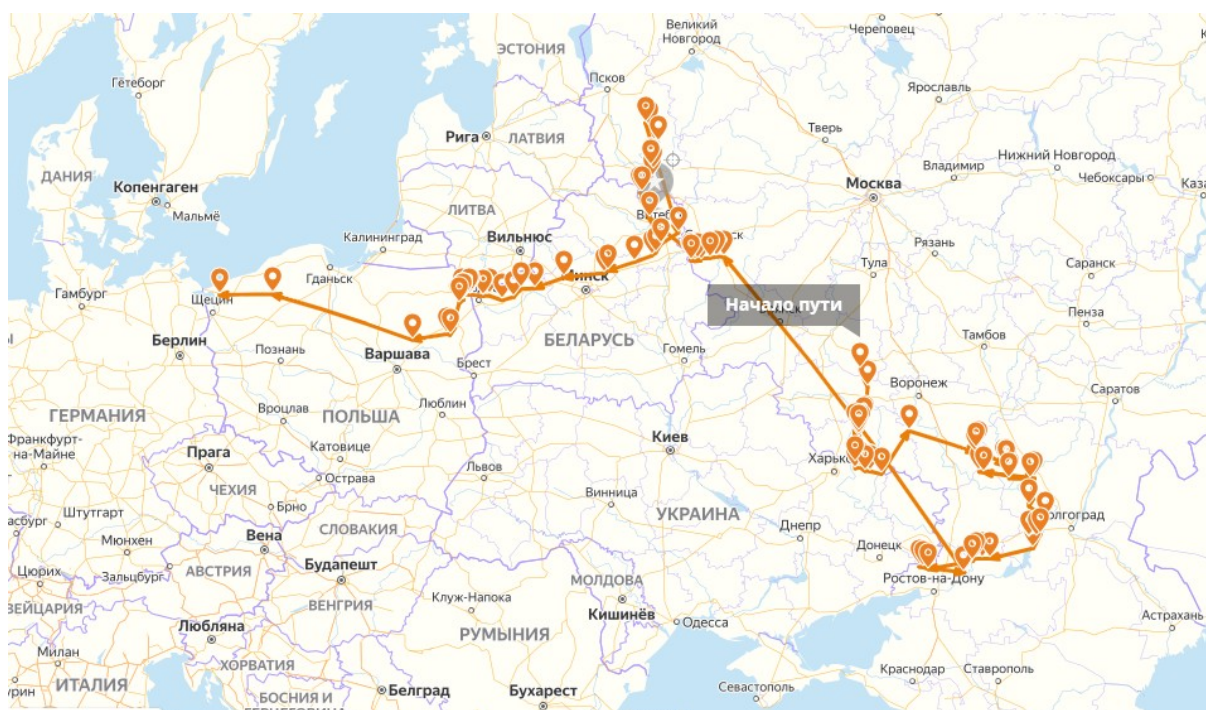 Великий
Новгород
Череповец
ЭСТОНИЯ
Псков
Гётеборг
Ярославль
Рига
ЛАТВИЯ
Тверь
Нижний Новгород
Владимир
Чебоксары
Каза
ДАНИЯ
Копенгаген
Мальмё
Москва
ЛИТВА
Калининград
Вильнюс
Рязань
Гданьск
Тула
Саранск
Гамбург
Щецин
Начало пути
Пенза
Берлин
Познань
Варшава
Брест
БЕЛАРУСЬ
Гомель
Тамбов
Воронеж
Саратов
ГЕРМАНИЯ
Вроцлав
ПОЛЬША
Люблин
Франкфурт-
на-Майне
Прага
Катовице
Острава
Львов
Киев
ЧЕХИЯ
Брно
Винница
УКРАИНА
Штутгарт
СЛОВАКИЯ
Днепр
Мюнхен
Вена
Донецк
Цюрих
Зальцбург
АВСТРИЯ
Будапешт
МОЛДОВА
Ростов-на-Дону
ВЕНГРИЯ
Клуж-Напока
Кишинёв
Одесса
Астрахань
Любляна
РУМЫНИЯ
Милан
ХОРВАТИЯ
Краснодар
Ставрополь
ИТАЛИЯ
БОСНИЯ И
Белград
Бухарест
Севастополь